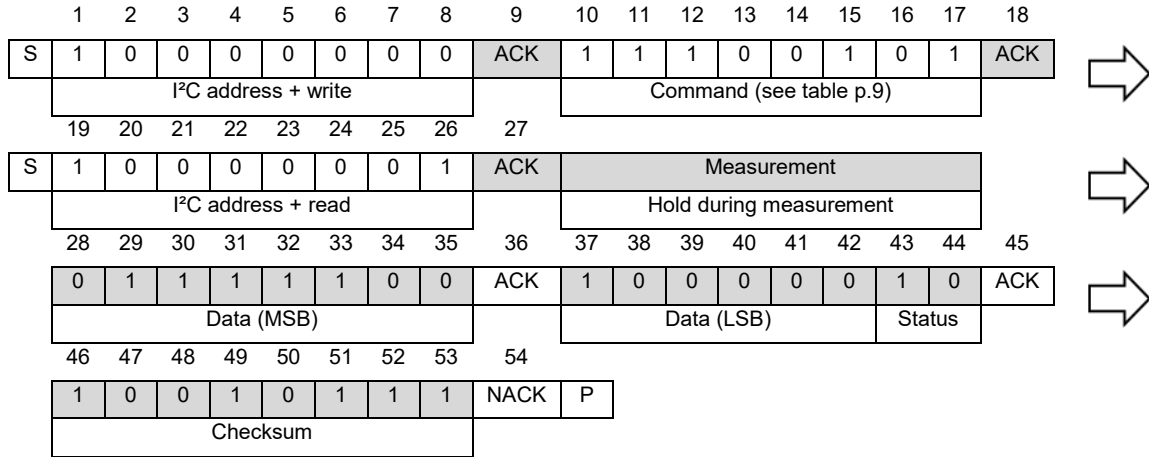 1 2 3 4 5 6 7 8 9 10 11 12 13 14 15 16 17 18
S 1 0 0 0 0 0 0 0 ACK 1 1 1 0 0 1 0 1 ACK
I²C address + write Command (see table p.9)
19 20 21 22 23 24 25 26 27
S 1 0 0 0 0 0 0 1 ACK Measurement
I²C address + read Hold during measurement
28 29 30 31 32 33 34 35 36 37 38 39 40 41 42 43 44 45
0 1 1 1 1 1 0 0 ACK 1 0 0 0 0 0 1 0 ACK
Data (MSB) Data (LSB) Status
46 47 48 49 50 51 52 53 54
1 0 0 1 0 1 1 1 NACK P
Checksum